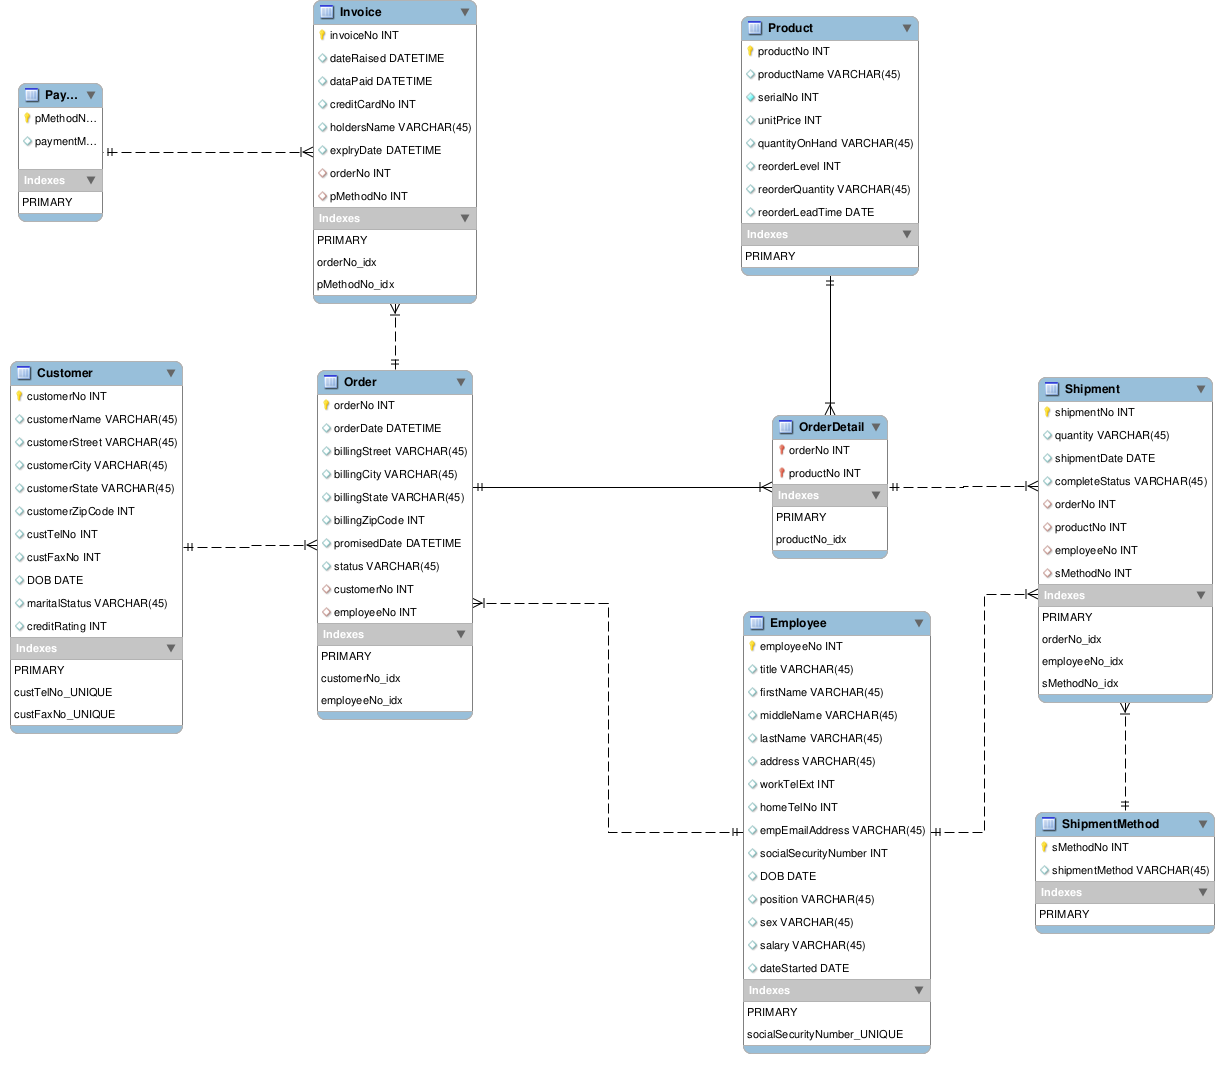 Invoice
invoiceNo INT
dateRaised DATETIME
dataPaid DATETIME
creditCardNo INT
holdersName VARCHAR(45)
expIryDate DATETIME
orderNo INT
pMethodNo INT
Indexes
PRIMARY
orderNo_idx
pMethodNo_idx
Product
productNo INT
productName VARCHAR(45)
serialNo INT
unitPrice INT
quantityOnHand VARCHAR(45)
reorderLevel INT
reorderQuantity VARCHAR(45)
reorderLeadTime DATE
Indexes
PRIMARY
Pay...
pMethodN...
paymentM...
Indexes
PRIMARY
Customer
customerNo INT
customerName VARCHAR(45)
customerStreet VARCHAR(45)
customerCity VARCHAR(45)
customerState VARCHAR(45)
customerZipCode INT
custTelNo INT
custFaxNo INT
DOB DATE
maritalStatus VARCHAR(45)
creditRating INT
Indexes
PRIMARY
custTelNo_UNIQUE
custFaxNo_UNIQUE
Order
orderNo INT
orderDate DATETIME
billingStreet VARCHAR(45)
billingCity VARCHAR(45)
billingState VARCHAR(45)
billingZipCode INT
promisedDate DATETIME
status VARCHAR(45)
customerNo INT
employeeNo INT
Indexes
PRIMARY
customerNo_idx
employeeNo_idx
OrderDetail
orderNo INT
productNo INT
Indexes
PRIMARY
productNo_idx
Shipment
shipmentNo INT
quantity VARCHAR(45)
shipmentDate DATE
completeStatus VARCHAR(45)
orderNo INT
productNo INT
employeeNo INT
sMethodNo INT
Indexes
PRIMARY
orderNo_idx
employeeNo_idx
sMethodNo_idx
Employee
employeeNo INT
title VARCHAR(45)
firstName VARCHAR(45)
middleName VARCHAR(45)
lastName VARCHAR(45)
address VARCHAR(45)
workTelExt INT
homeTelNo INT
empEmailAddress VARCHAR(45)
socialSecurityNumber INT
DOB DATE
position VARCHAR(45)
sex VARCHAR(45)
salary VARCHAR(45)
dateStarted DATE
Indexes
PRIMARY
socialSecurityNumber_UNIQUE
ShipmentMethod
sMethodNo INT
shipmentMethod VARCHAR(45)
Indexes
PRIMARY